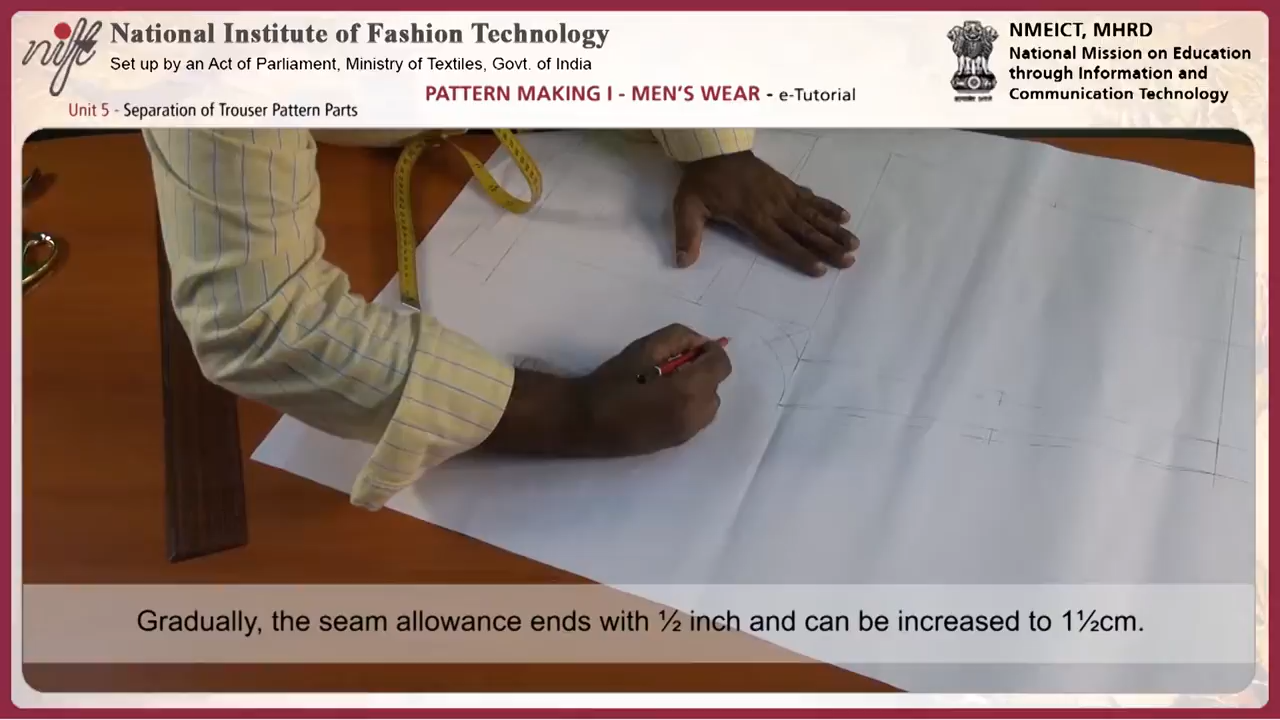 nift
National Institute of Fashion Technology
Set up by an Act of Parliament, Ministry of Textiles, Govt. of India
NMEICT, MHRD
National Mission on Education
through Information and
Communication Technology
PATTERN MAKING I - MEN'S WEAR - e-Tutorial
Unit 5 - Separation of Trouser Pattern Parts
Gradually, the seam allowance ends with ½ inch and can be increased to 1½cm.